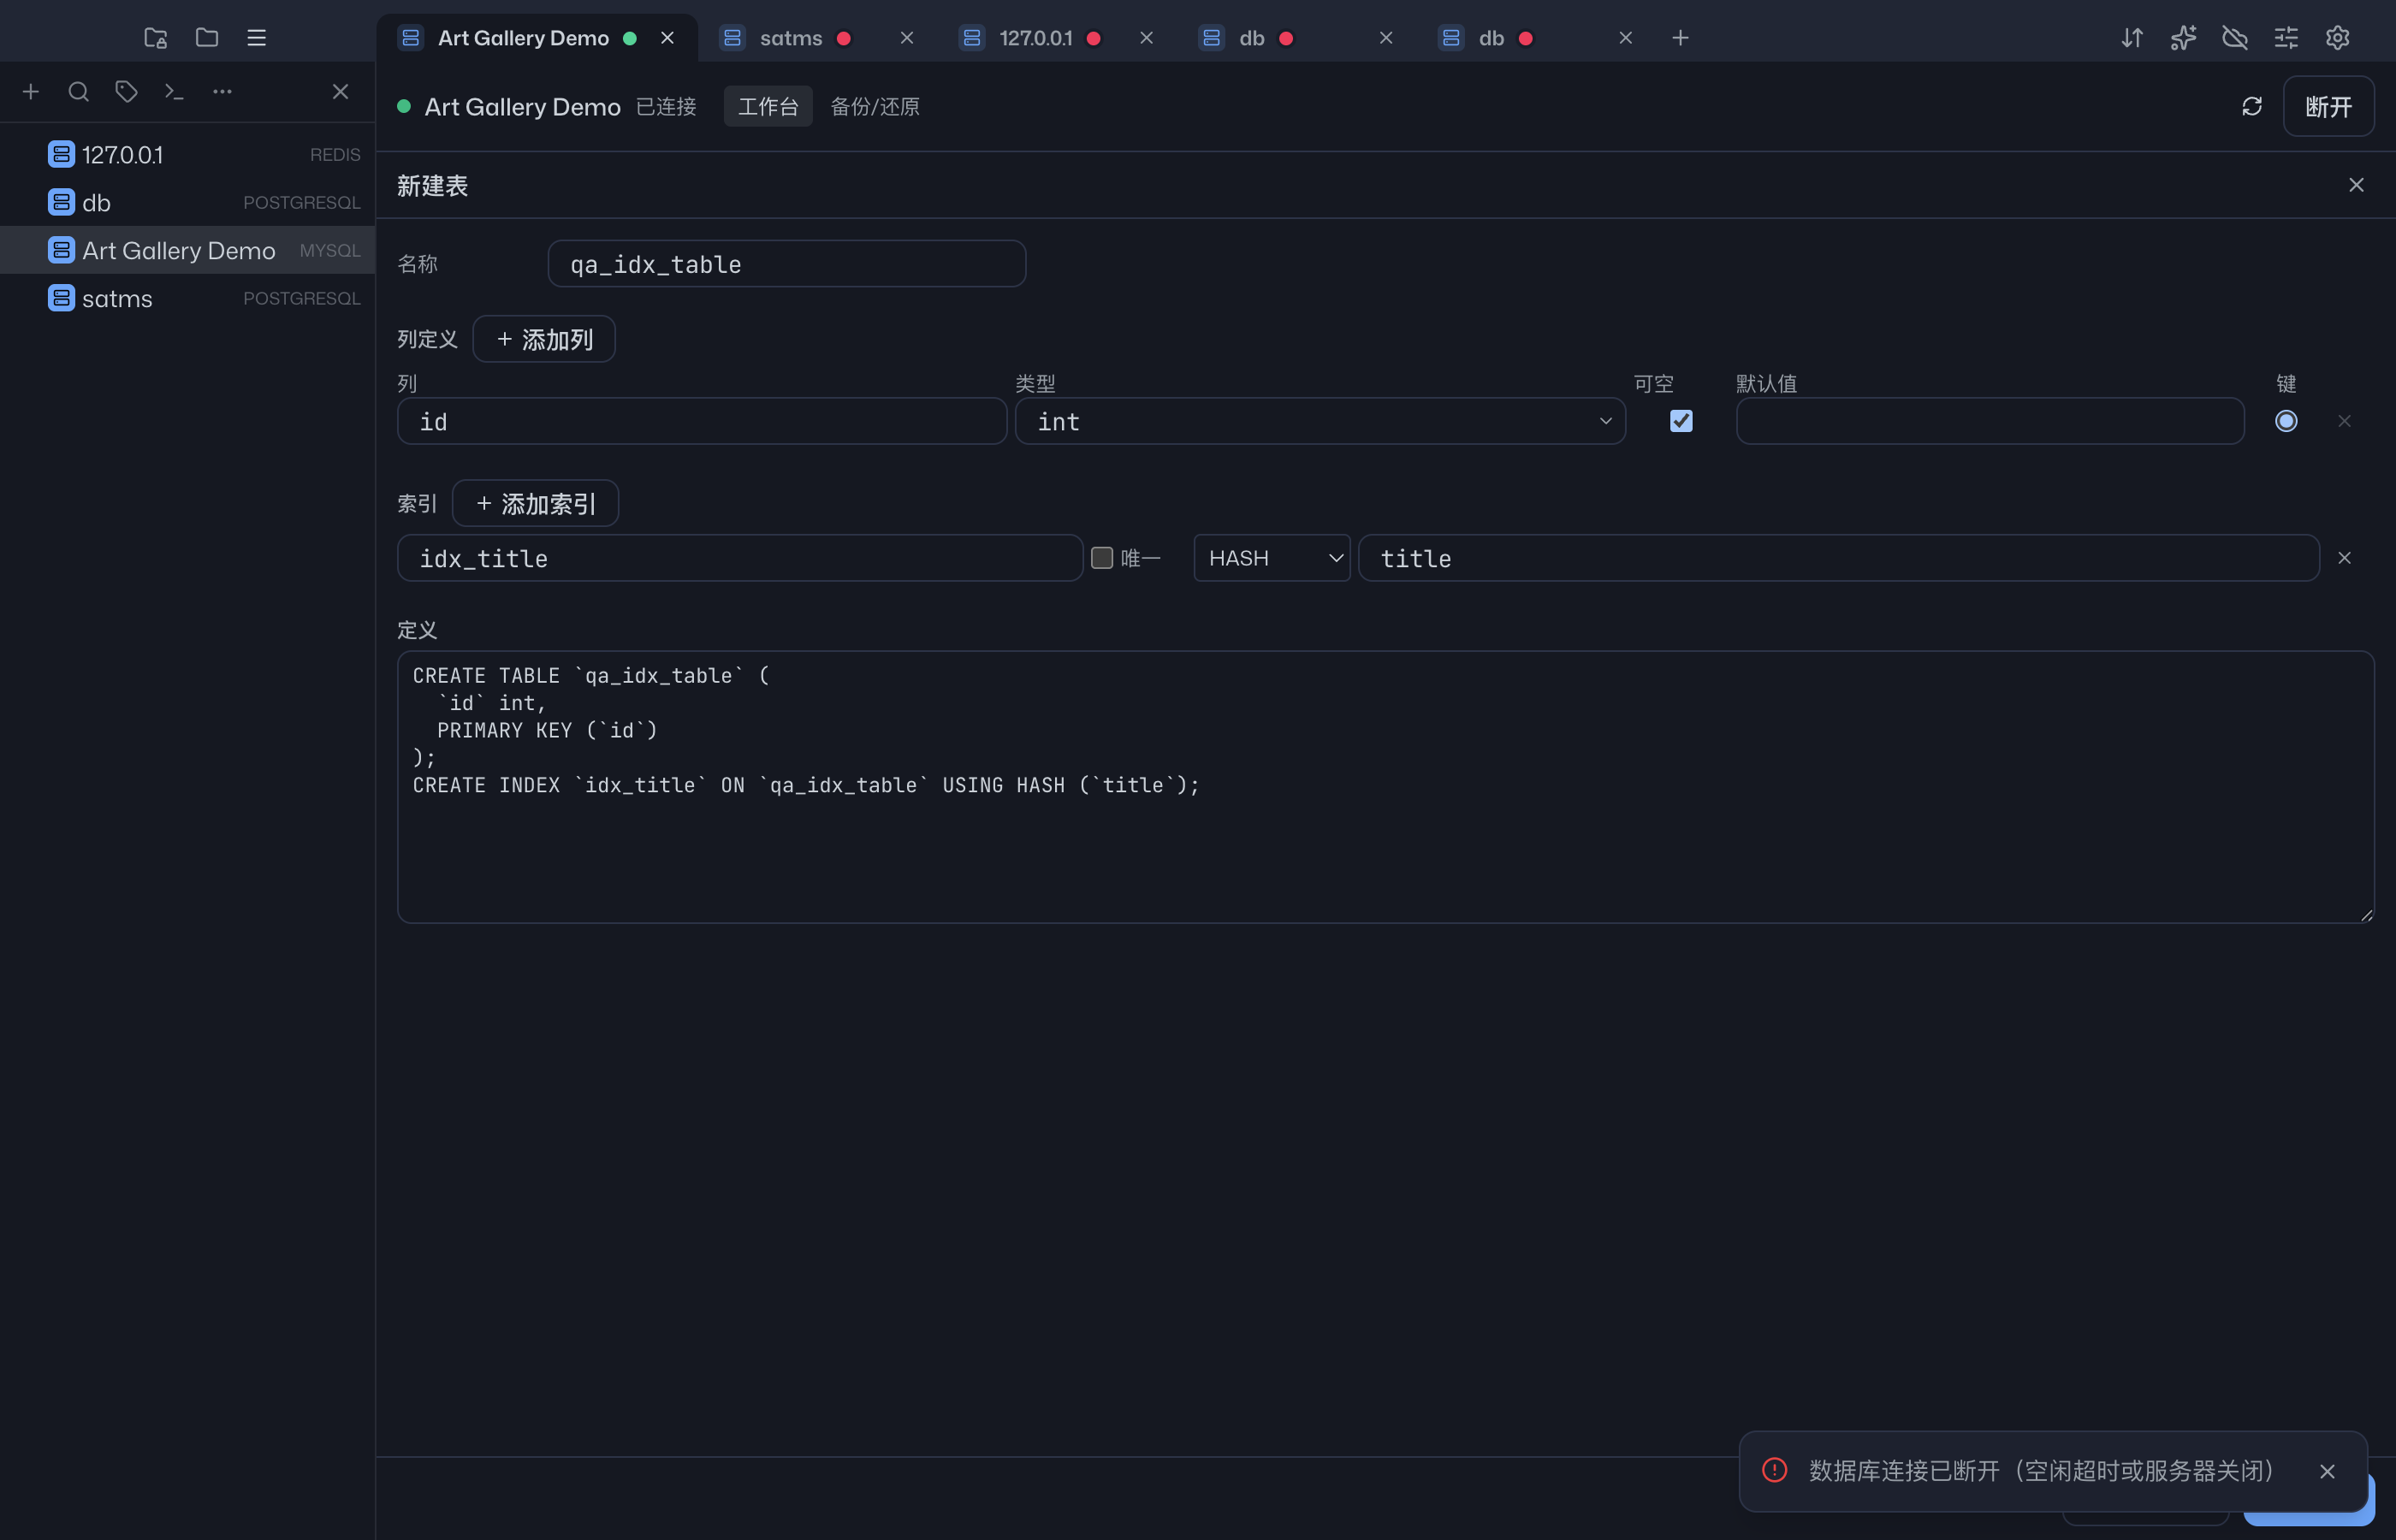 Art Gallery Demo
satms
127.0.0.1
db
db
127.0.0.1 REDIS
db POSTGRESQL
Art Gallery Demo MYSQL
satms POSTGRESQL
Art Gallery Demo 已连接 工作台 备份/还原
断开
新建表
名称 qa_idx_table
列定义 + 添加列
列 类型 可空 默认值 键
id int
索引 + 添加索引
idx_title 唯一 HASH title
定义
CREATE TABLE `qa_idx_table` (
  `id` int,
  PRIMARY KEY (`id`)
);
CREATE INDEX `idx_title` ON `qa_idx_table` USING HASH (`title`);
数据库连接已断开（空闲超时或服务器关闭）